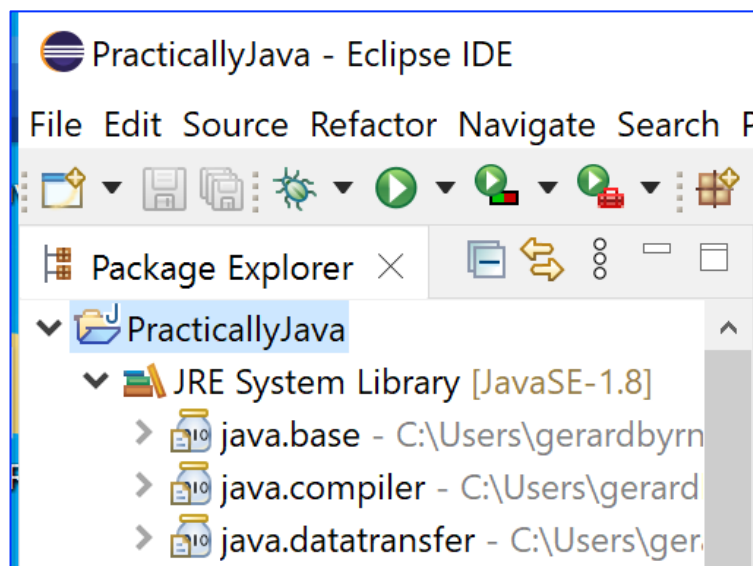 PracticallyJava - Eclipse IDE
File Edit Source Refactor Navigate Search
Package Explorer
PracticallyJava
JRE System Library [JavaSE-1.8]
java.base - C:\Users\gerardbyrn
java.compiler - C:\Users\gerard
java.datatransfer - C:\Users\ger